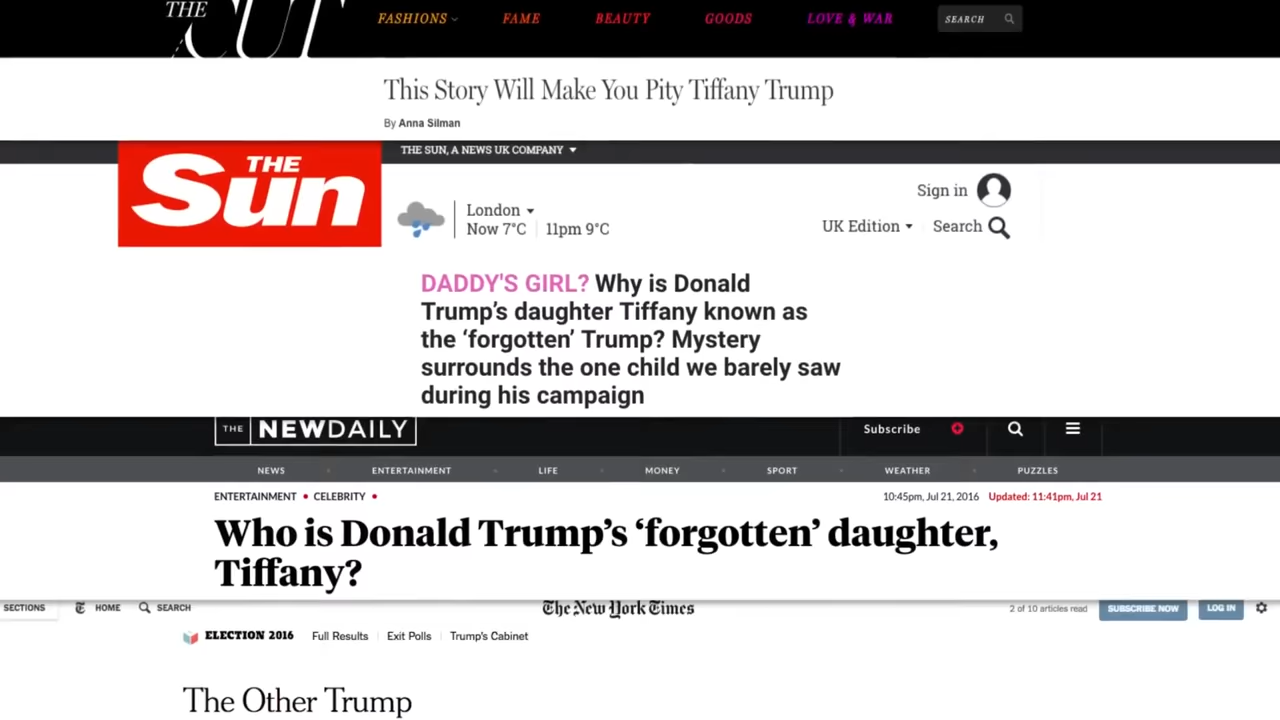 THE CUT
FASHIONS FAME BEAUTY GOODS LOVE & WAR SEARCH
This Story Will Make You Pity Tiffany Trump
By Anna Silman
THE Sun
THE SUN, A NEWS UK COMPANY
Sign in
London
Now 7°C 11pm 9°C
UK Edition Search
DADDY'S GIRL? Why is Donald
Trump’s daughter Tiffany known as
the ‘forgotten’ Trump? Mystery
surrounds the one child we barely saw
during his campaign
THE NEWDAILY
Subscribe
NEWS ENTERTAINMENT LIFE MONEY SPORT WEATHER PUZZLES
ENTERTAINMENT • CELEBRITY •
10:45pm, Jul 21, 2016 Updated: 11:41pm, Jul 21
Who is Donald Trump’s ‘forgotten’ daughter,
Tiffany?
SECTIONS HOME SEARCH The New York Times 2 of 10 articles read SUBSCRIBE NOW LOG IN
ELECTION 2016 Full Results Exit Polls Trump's Cabinet
The Other Trump